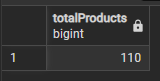 totalProducts
bigint
1 110